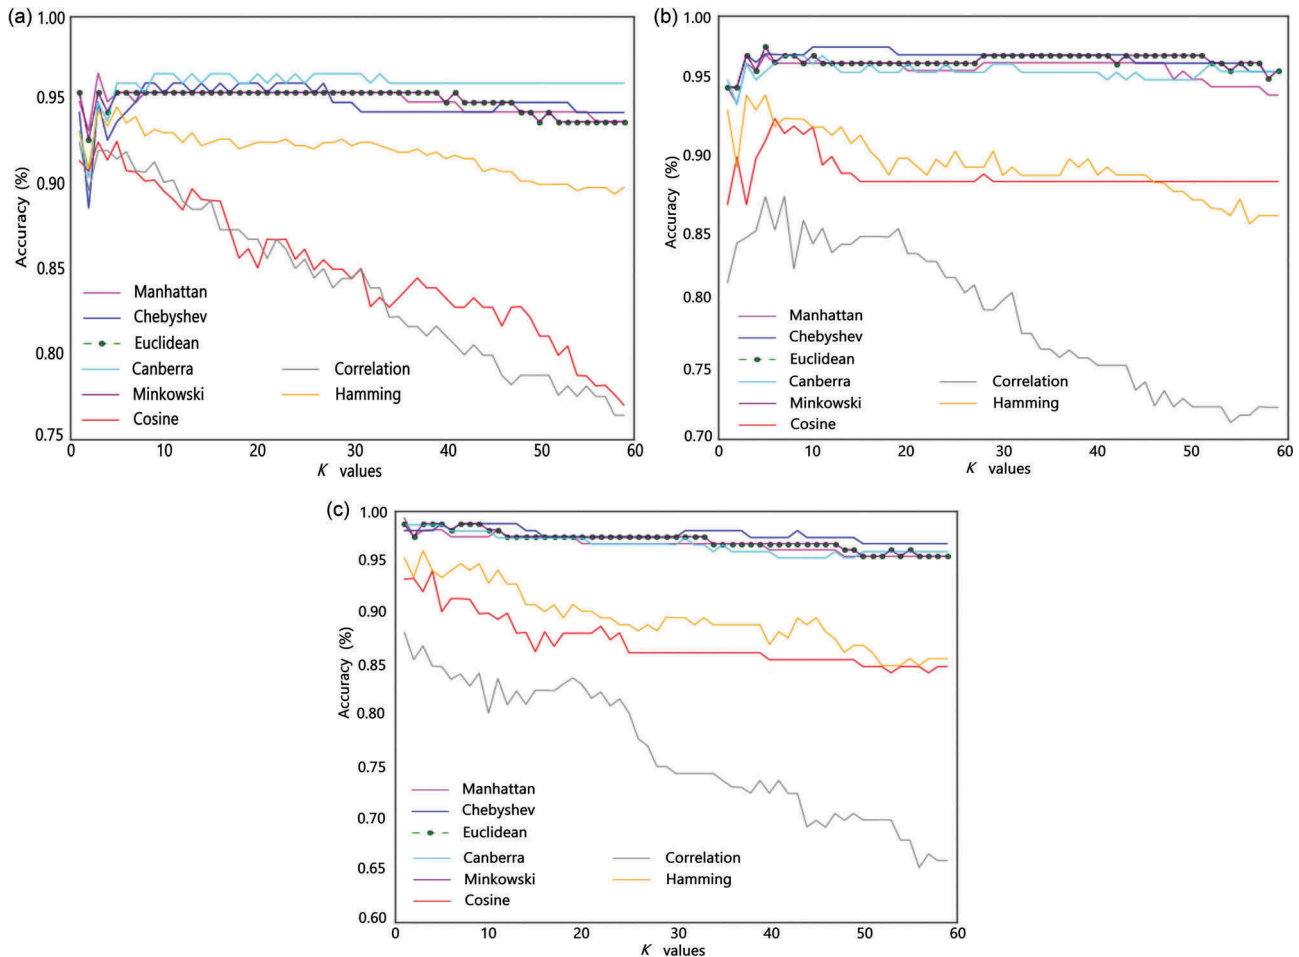 (a)
1.00
0.95
0.90
0.85
0.80
0.75
Accuracy (%)
Manhattan
Chebyshev
Euclidean
Canberra
Minkowski
Cosine
Correlation
Hamming
0 10 20 30 40 50 60
K values
(b)
1.00
0.95
0.90
0.85
0.80
0.75
0.70
Accuracy (%)
Manhattan
Chebyshev
Euclidean
Canberra
Minkowski
Cosine
Correlation
Hamming
0 10 20 30 40 50 60
K values
(c)
1.00
0.95
0.90
0.85
0.80
0.75
0.70
0.65
0.60
Accuracy (%)
Manhattan
Chebyshev
Euclidean
Canberra
Minkowski
Cosine
Correlation
Hamming
0 10 20 30 40 50 60
K values